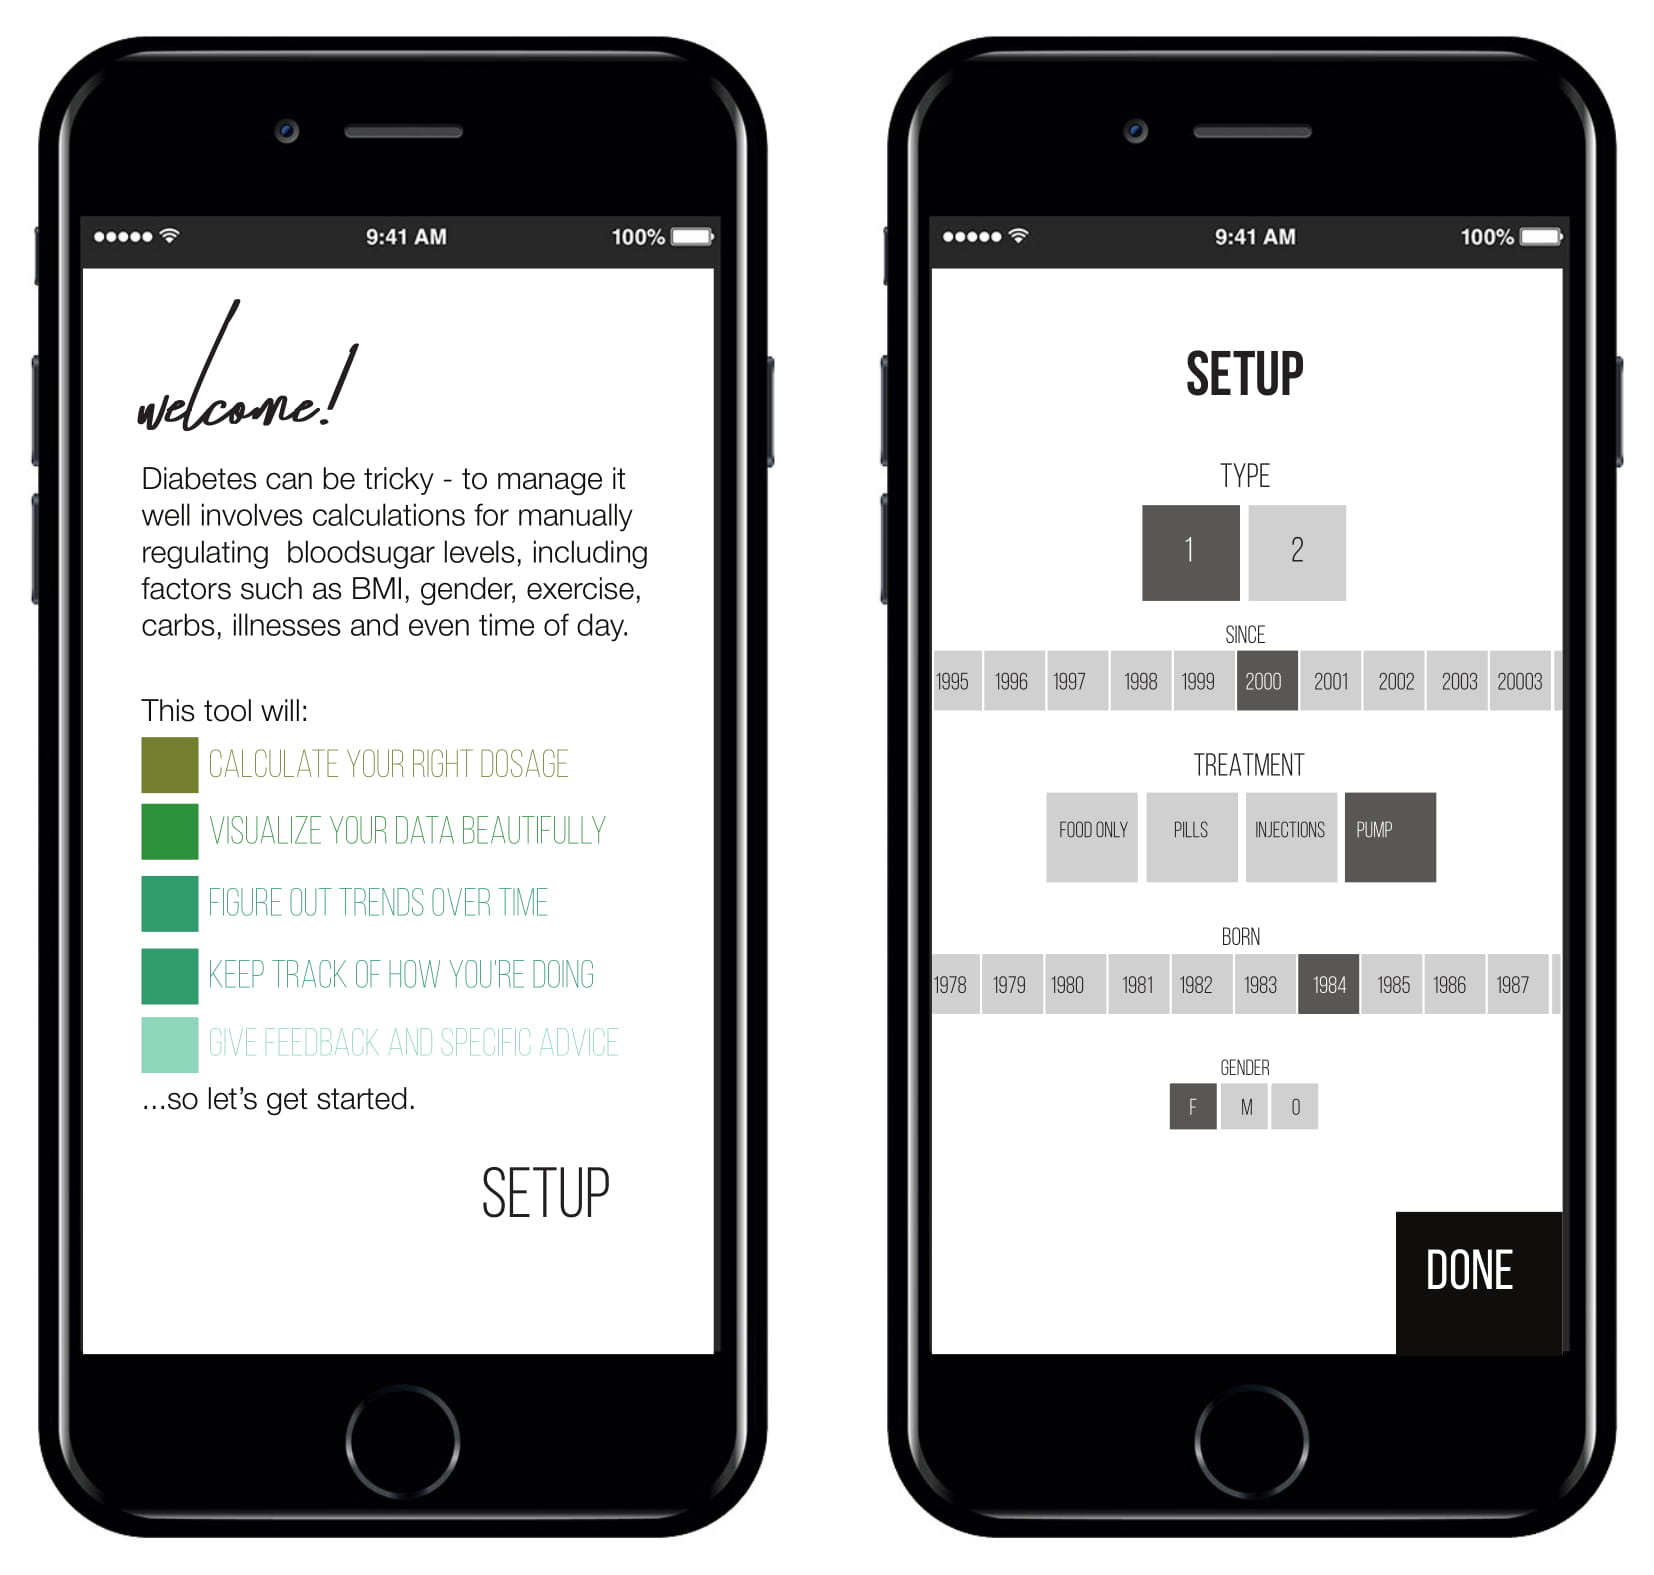 9:41 AM
100%
welcome!
Diabetes can be tricky - to manage it
well involves calculations for manually
regulating  bloodsugar levels, including
factors such as BMI, gender, exercise,
carbs, illnesses and even time of day.
This tool will:
CALCULATE YOUR RIGHT DOSAGE
VISUALIZE YOUR DATA BEAUTIFULLY
FIGURE OUT TRENDS OVER TIME
KEEP TRACK OF HOW YOU'RE DOING
GIVE FEEDBACK AND SPECIFIC ADVICE
...so let's get started.
SETUP
9:41 AM
100%
SETUP
TYPE
1 2
SINCE
1995 1996 1997 1998 1999 2000 2001 2002 2003 20003
TREATMENT
FOOD ONLY PILLS INJECTIONS PUMP
BORN
1978 1979 1980 1981 1982 1983 1984 1985 1986 1987
GENDER
F M O
DONE